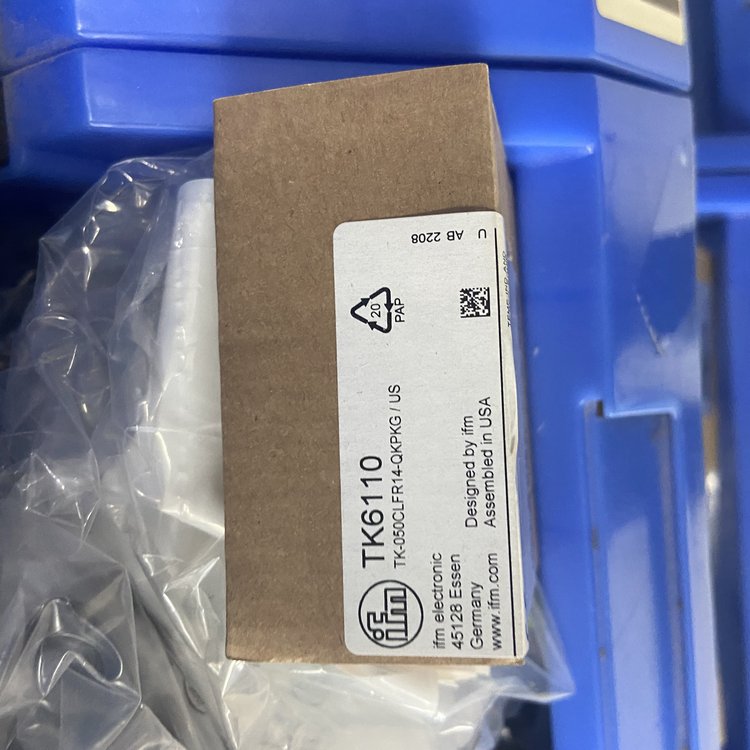 ifm
TK6110
TK-050CLFR14-QKPKG / US
20
PAP
ifm electronic
45128 Essen
Germany
www.ifm.com
Designed by ifm
Assembled in USA
U AB 2208